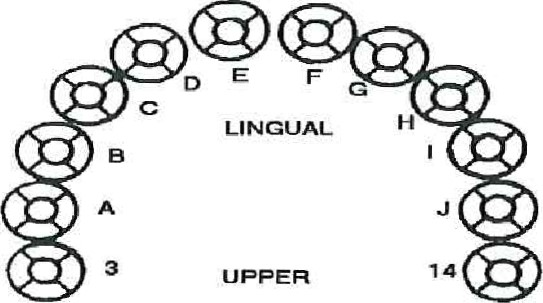 E F
D G
C H
LINGUAL
B I
A J
3 14
UPPER